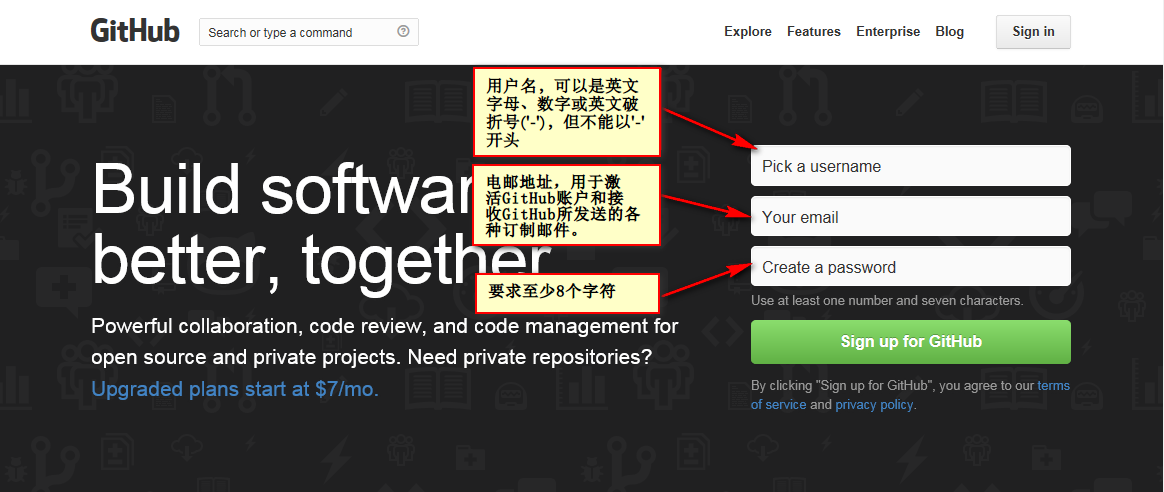 GitHub
Search or type a command
Explore Features Enterprise Blog Sign in
用户名，可以是英文
字母、数字或英文破
折号('-')，但不能以'-'
开头
Pick a username
Build softwar
电邮地址，用于激
活GitHub账户和接
收GitHub所发送的各
种订制邮件。
Your email
better, together
要求至少8个字符
Create a password
Use at least one number and seven characters.
Powerful collaboration, code review, and code management for
open source and private projects. Need private repositories?
Upgraded plans start at $7/mo.
Sign up for GitHub
By clicking "Sign up for GitHub", you agree to our terms
of service and privacy policy.